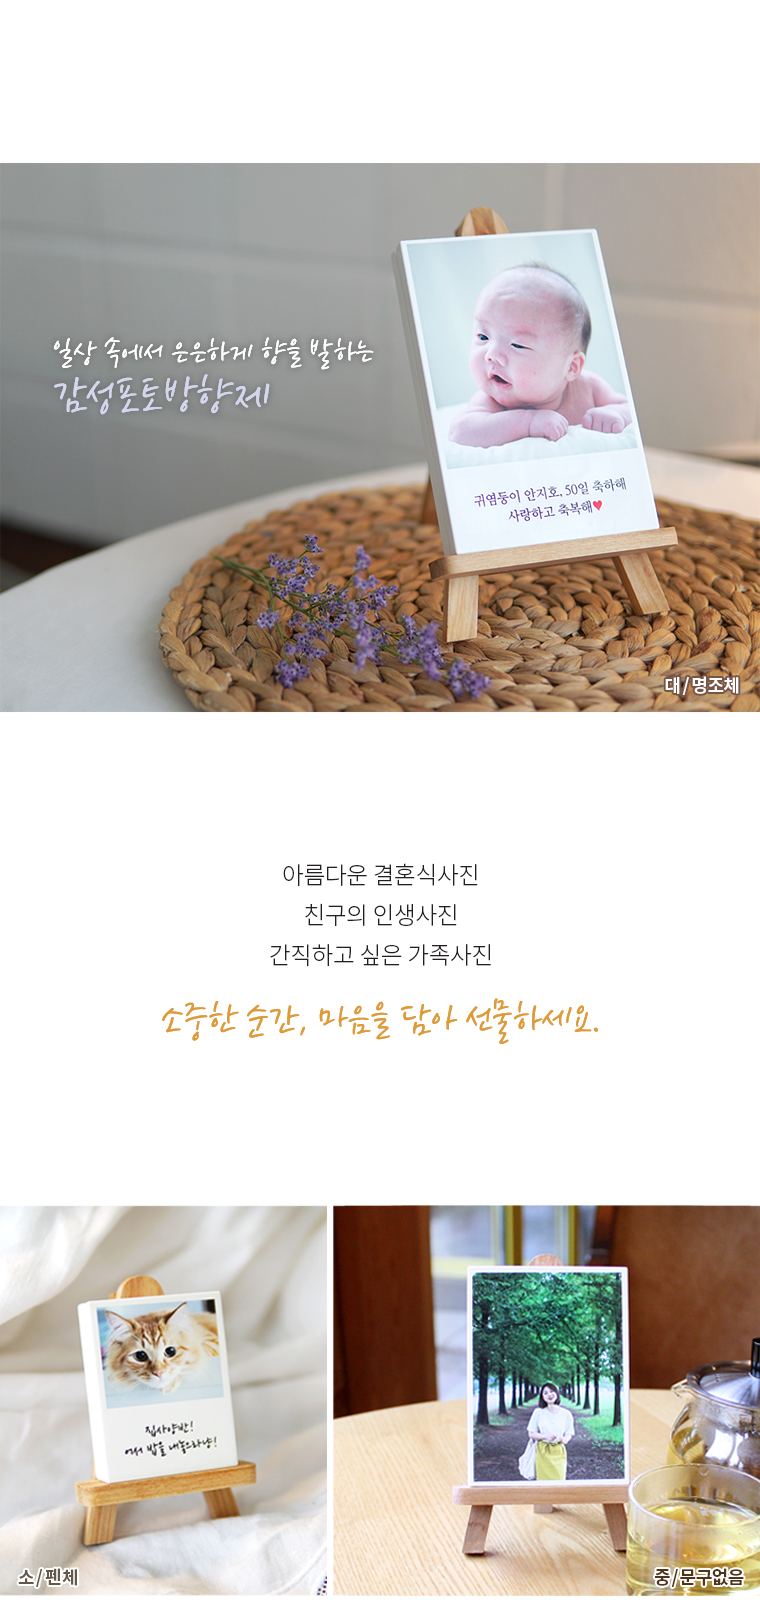 일상 속에서 은은하게 향을 발하는
감성포토방향제
귀염둥이 안지호, 50일 축하해
사랑하고 축복해♥
대/명조체
아름다운 결혼식사진
친구의 인생사진
간직하고 싶은 가족사진
소중한 순간, 마음을 담아 선물하세요.
집사양반!
어서 밥을 내놓으라냥!
소/펜체
중/문구없음